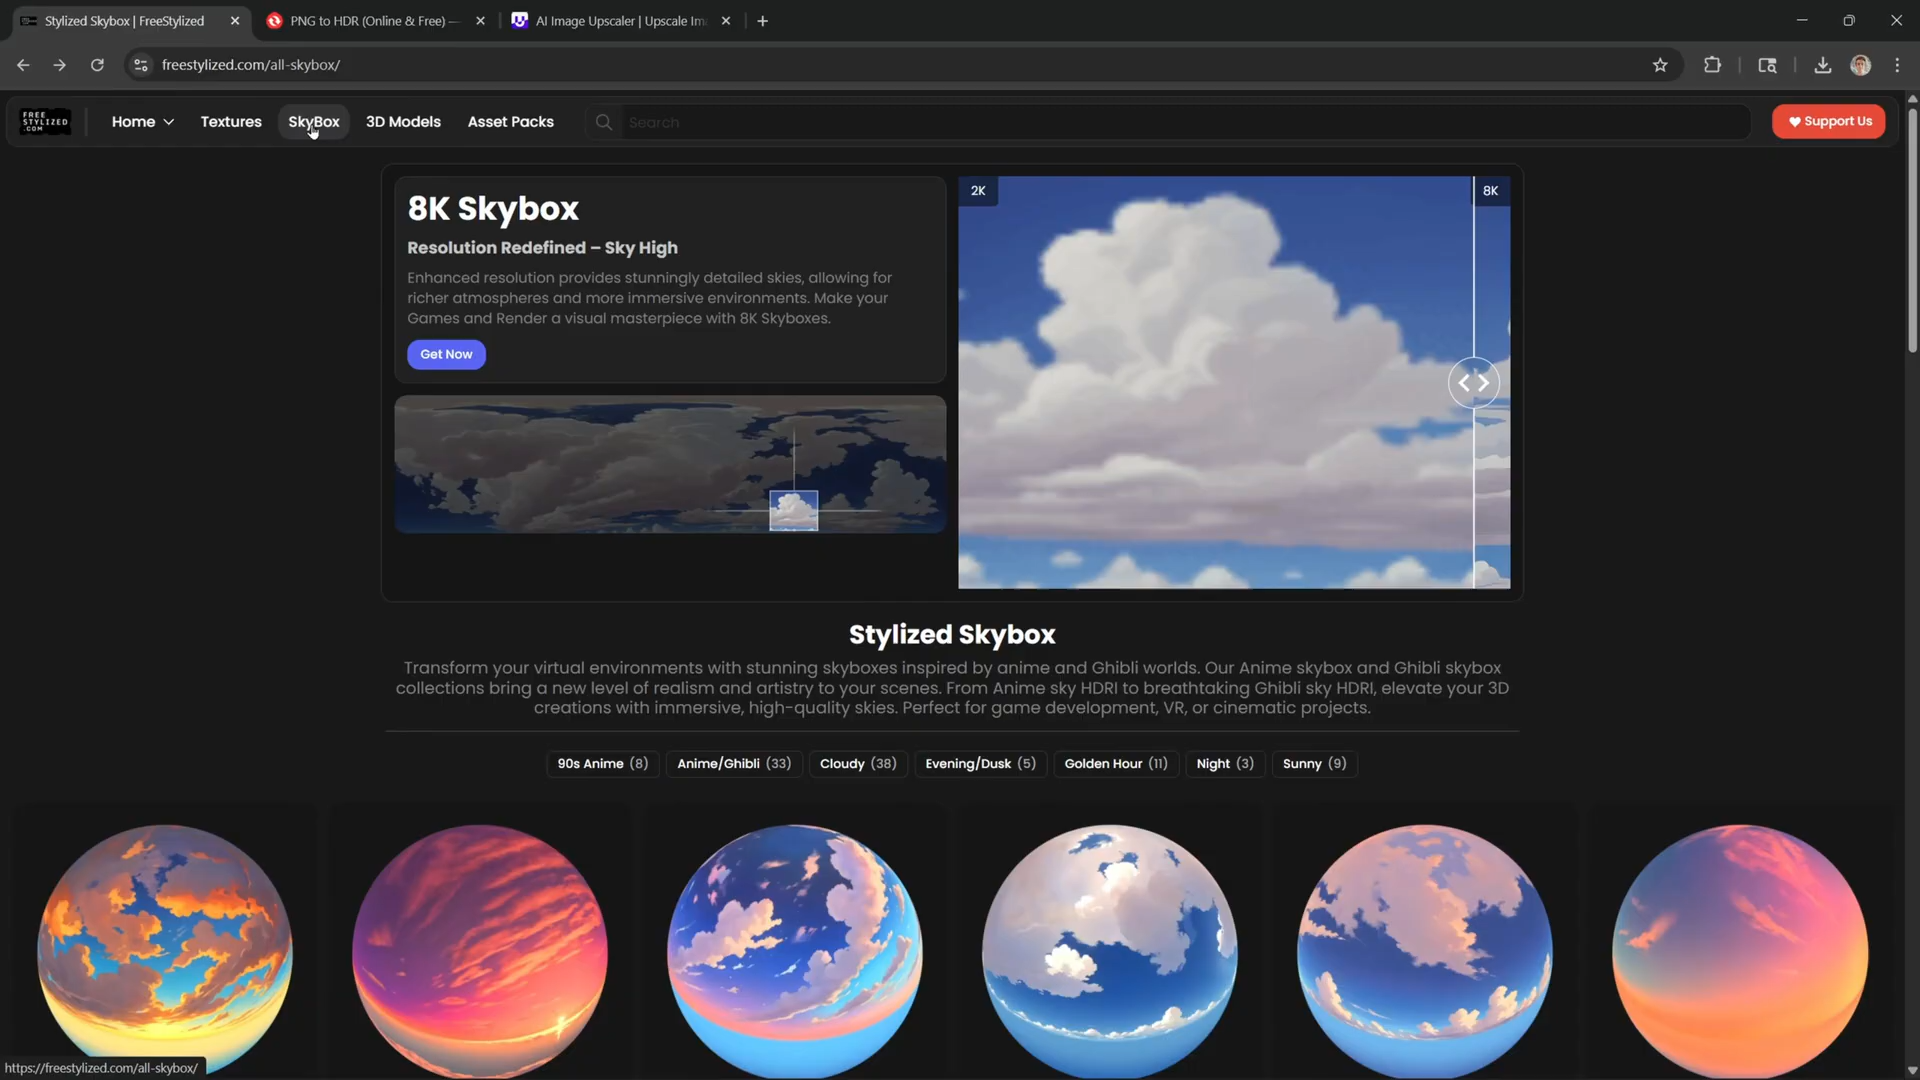 Stylized Skybox | FreeStylized
PNG to HDR (Online & Free) —
AI Image Upscaler | Upscale Im
freestylized.com/all-skybox/
FREE
STYLIZED
.COM
Home
Textures
SkyBox
3D Models
Asset Packs
Search
Support Us
8K Skybox
Resolution Redefined – Sky High
Enhanced resolution provides stunningly detailed skies, allowing for
richer atmospheres and more immersive environments. Make your
Games and Render a visual masterpiece with 8K Skyboxes.
Get Now
2K
8K
Stylized Skybox
Transform your virtual environments with stunning skyboxes inspired by anime and Ghibli worlds. Our Anime skybox and Ghibli skybox
collections bring a new level of realism and artistry to your scenes. From Anime sky HDRI to breathtaking Ghibli sky HDRI, elevate your 3D
creations with immersive, high-quality skies. Perfect for game development, VR, or cinematic projects.
90s Anime (8)
Anime/Ghibli (33)
Cloudy (38)
Evening/Dusk (5)
Golden Hour (11)
Night (3)
Sunny (9)
https://freestylized.com/all-skybox/